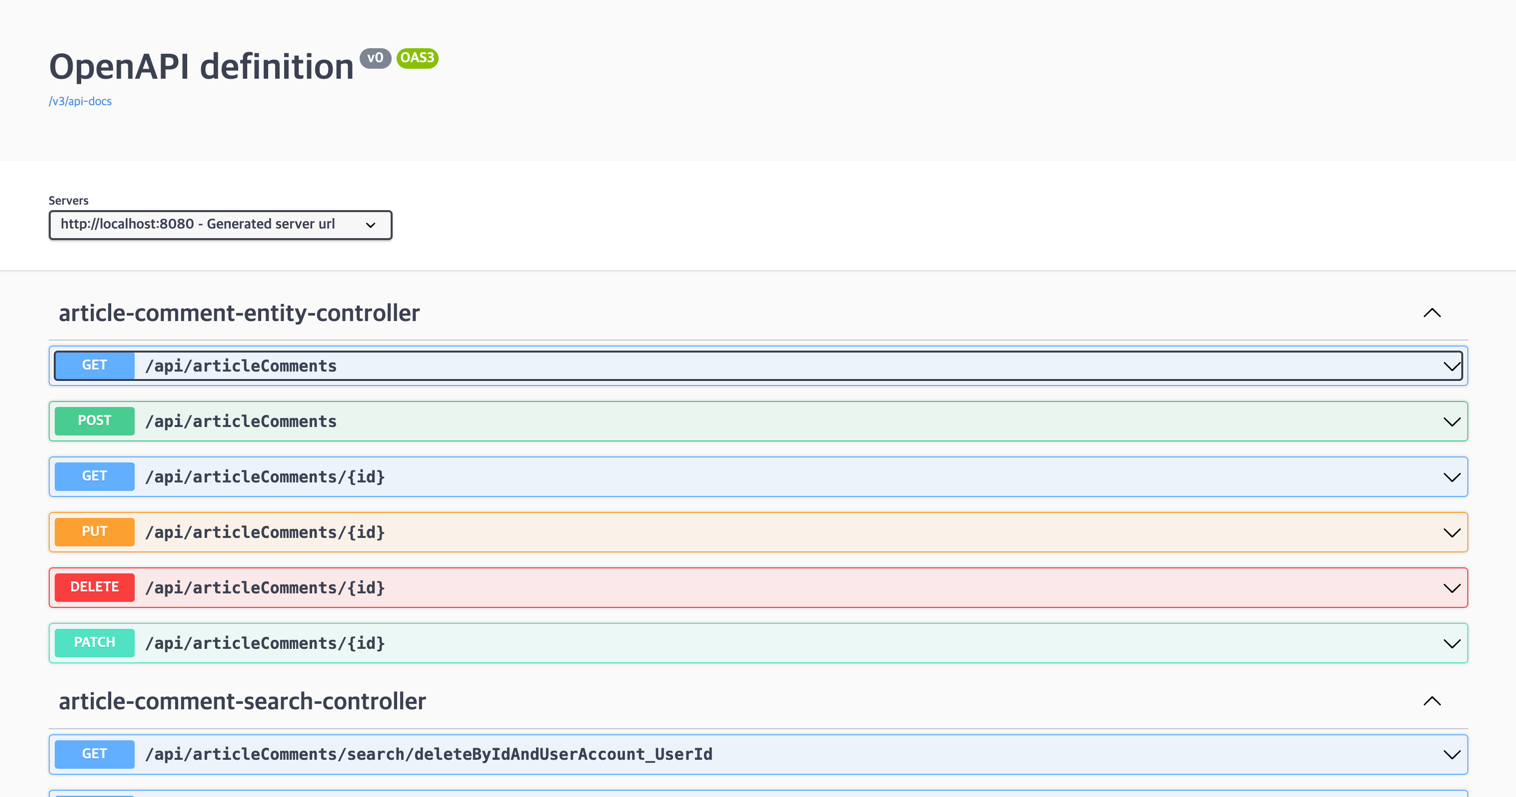 OpenAPI definition v0 OAS3
/v3/api-docs
Servers
http://localhost:8080 - Generated server url
article-comment-entity-controller
GET /api/articleComments
POST /api/articleComments
GET /api/articleComments/{id}
PUT /api/articleComments/{id}
DELETE /api/articleComments/{id}
PATCH /api/articleComments/{id}
article-comment-search-controller
GET /api/articleComments/search/deleteByIdAndUserAccount_UserId